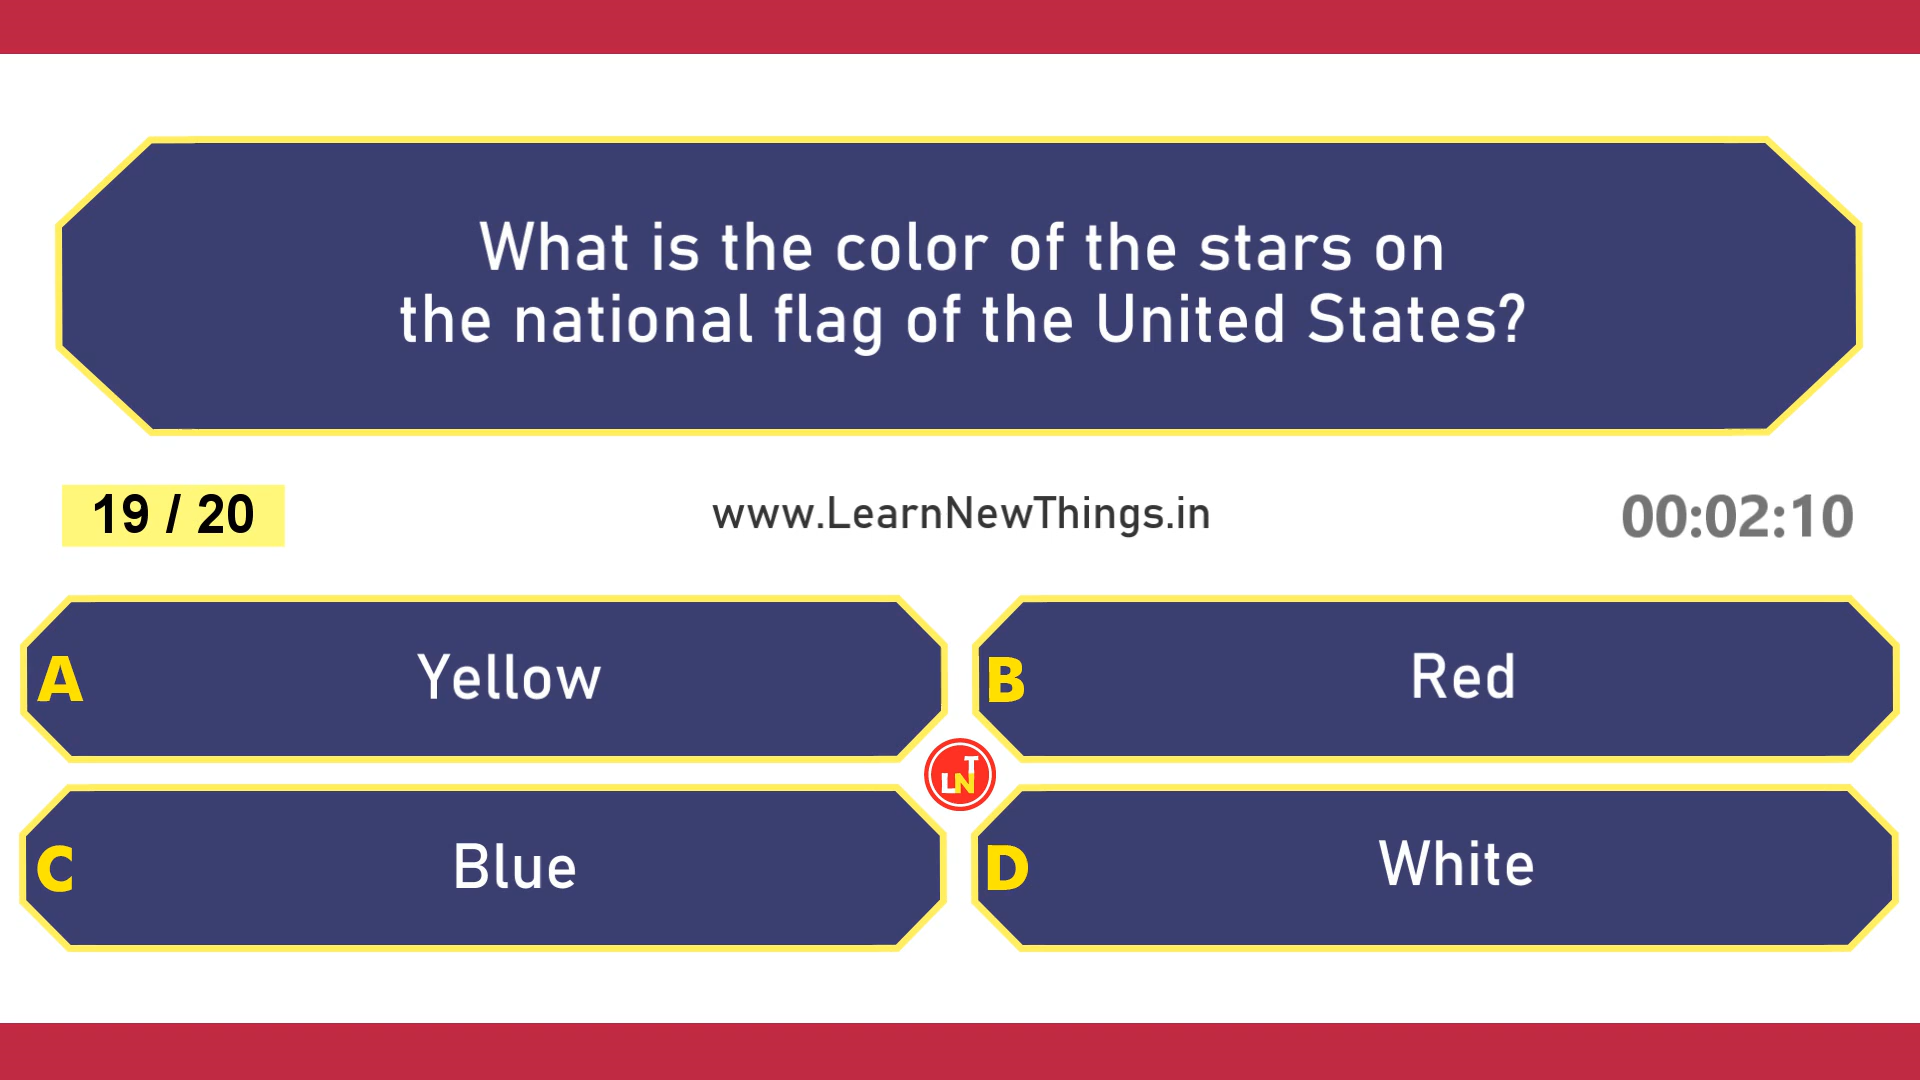 What is the color of the stars on
the national flag of the United States?
19 / 20
www.LearnNewThings.in
00:02:10
A Yellow
B Red
LNT
C Blue
D White